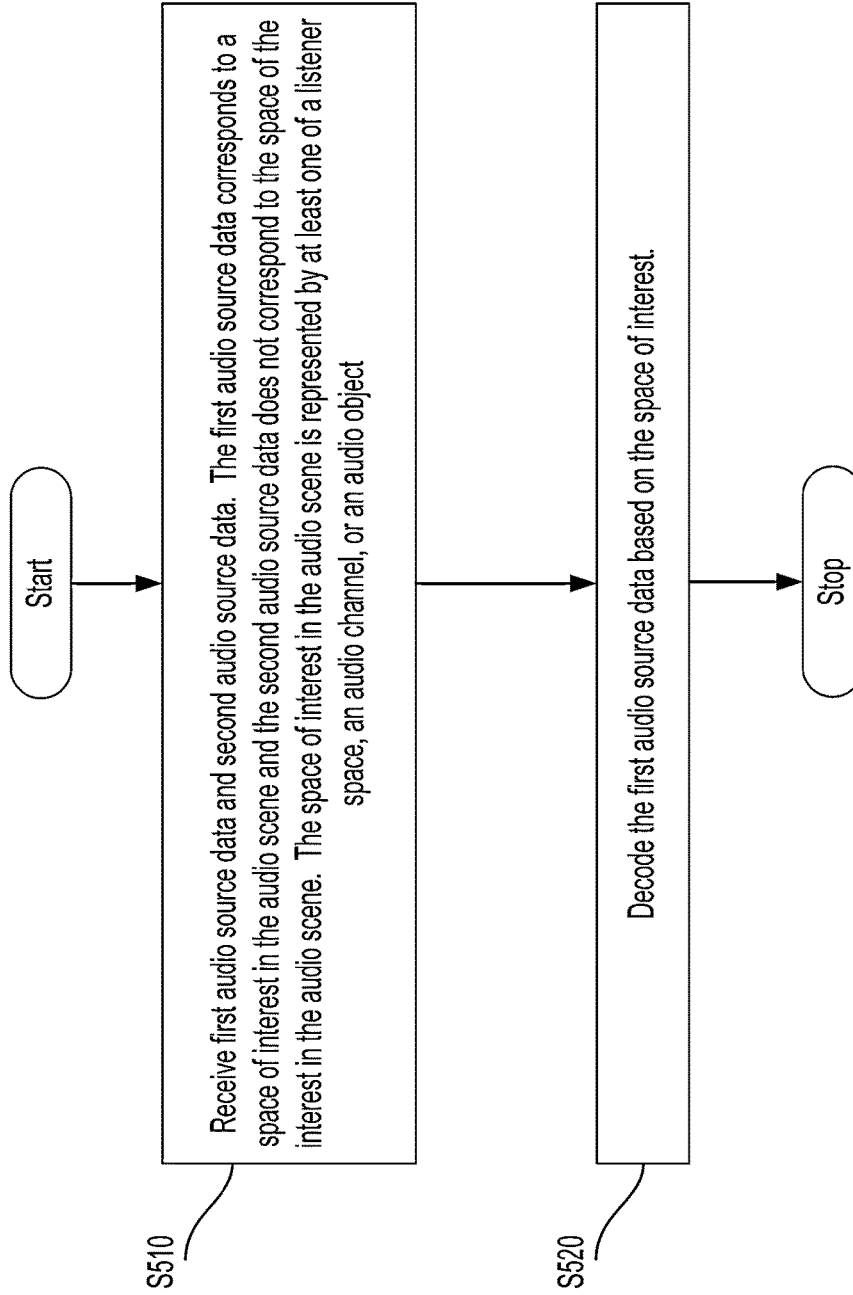 Start
S510
Receive first audio source data and second audio source data. The first audio source data corresponds to a
space of interest in the audio scene and the second audio source data does not correspond to the space of the
interest in the audio scene. The space of interest in the audio scene is represented by at least one of a listener
space, an audio channel, or an audio object
S520
Decode the first audio source data based on the space of interest.
Stop